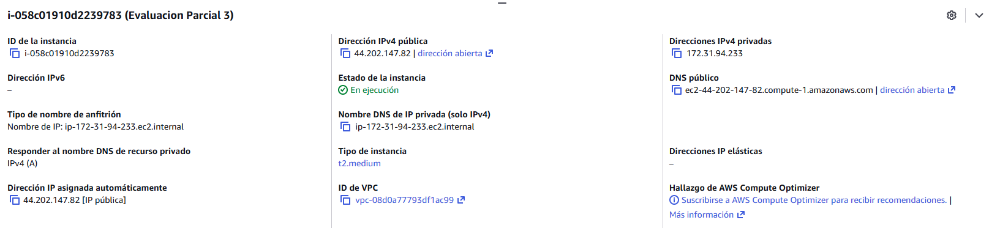 i-058c01910d2239783 (Evaluacion Parcial 3)
ID de la instancia
i-058c01910d2239783
Dirección IPv4 pública
44.202.147.82 | dirección abierta
Direcciones IPv4 privadas
172.31.94.233
Dirección IPv6
–
Estado de la instancia
En ejecución
DNS público
ec2-44-202-147-82.compute-1.amazonaws.com | dirección abierta
Tipo de nombre de anfitrión
Nombre de IP: ip-172-31-94-233.ec2.internal
Nombre DNS de IP privada (solo IPv4)
ip-172-31-94-233.ec2.internal
Responder al nombre DNS de recurso privado
IPv4 (A)
Tipo de instancia
t2.medium
Direcciones IP elásticas
–
Dirección IP asignada automáticamente
44.202.147.82 [IP pública]
ID de VPC
vpc-08d0a77793df1ac99
Hallazgo de AWS Compute Optimizer
Suscribirse a AWS Compute Optimizer para recibir recomendaciones. |
Más información